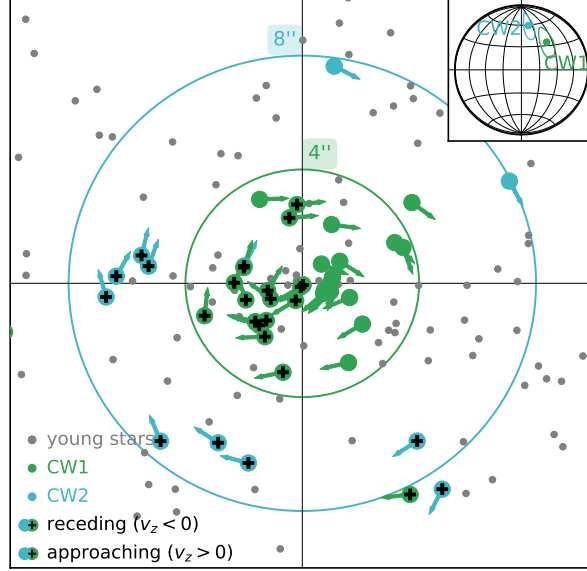 8''
CW2
CW1
4''
young stars
CW1
CW2
receding (v_z < 0)
approaching (v_z > 0)